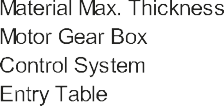 Material Max. Thickness
Motor Gear Box
Control System
Entry Table